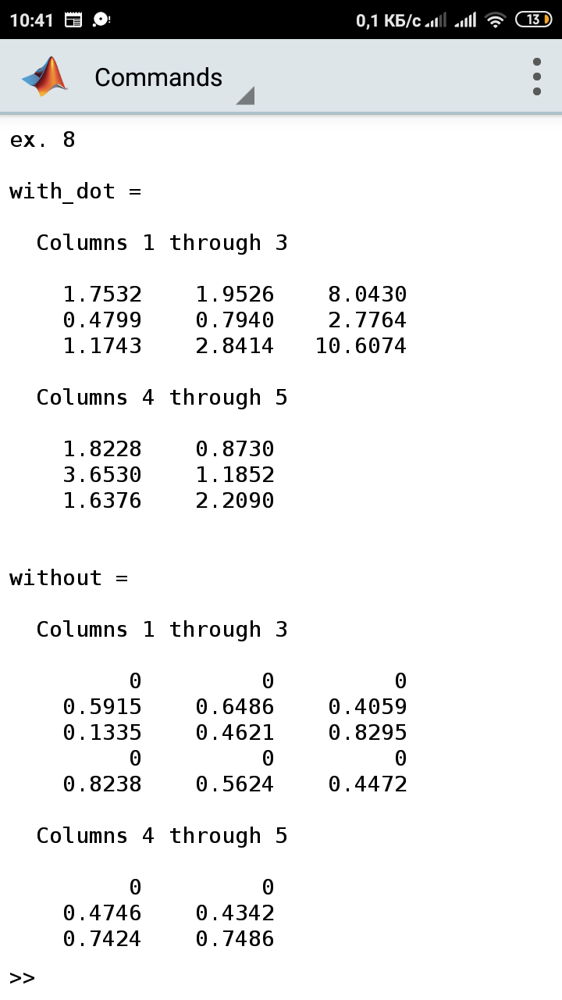 10:41 0,1 КБ/с 13
Commands
ex. 8
with_dot =
Columns 1 through 3
1.7532 1.9526 8.0430
0.4799 0.7940 2.7764
1.1743 2.8414 10.6074
Columns 4 through 5
1.8228 0.8730
3.6530 1.1852
1.6376 2.2090
without =
Columns 1 through 3
0 0 0
0.5915 0.6486 0.4059
0.1335 0.4621 0.8295
0 0 0
0.8238 0.5624 0.4472
Columns 4 through 5
0 0
0.4746 0.4342
0.7424 0.7486
>>